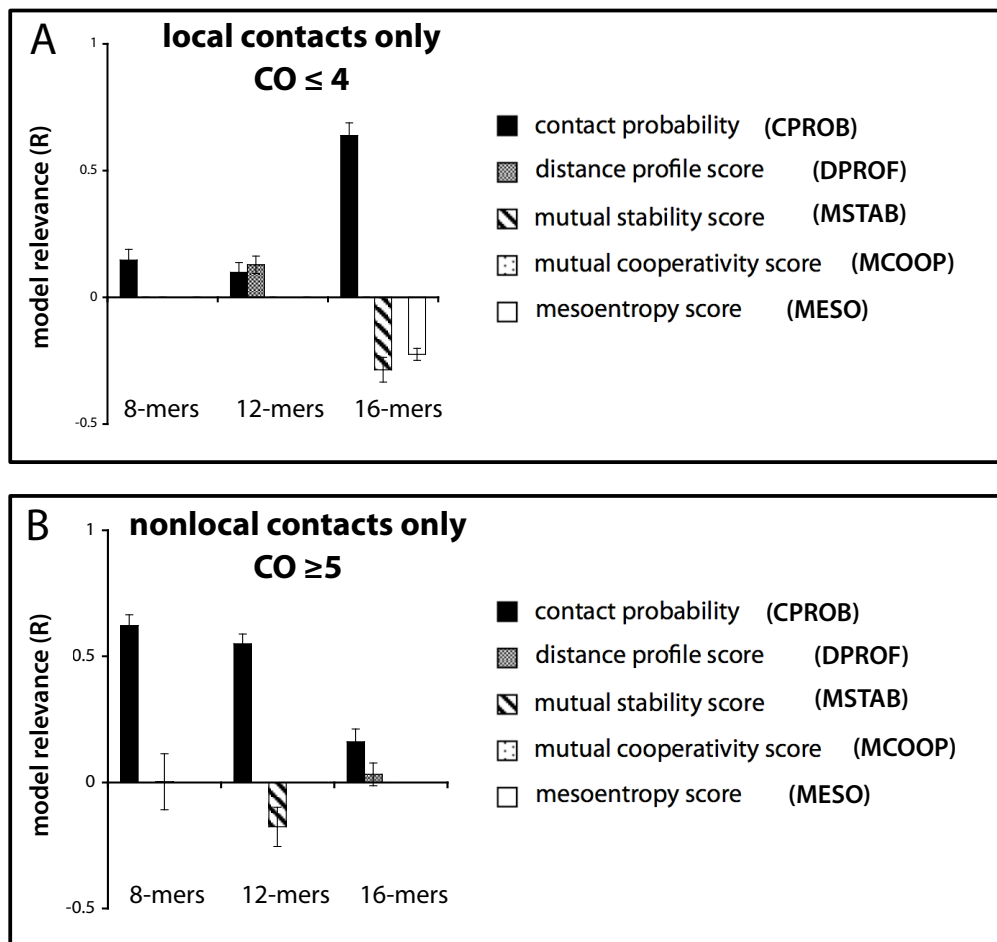 A
local contacts only
CO ≤ 4
model relevance (R)
1
0.5
0
-0.5
8-mers 12-mers 16-mers
contact probability (CPROB)
distance profile score (DPROF)
mutual stability score (MSTAB)
mutual cooperativity score (MCOOP)
mesoentropy score (MESO)
B
nonlocal contacts only
CO ≥5
model relevance (R)
1
0.5
0
-0.5
8-mers 12-mers 16-mers
contact probability (CPROB)
distance profile score (DPROF)
mutual stability score (MSTAB)
mutual cooperativity score (MCOOP)
mesoentropy score (MESO)